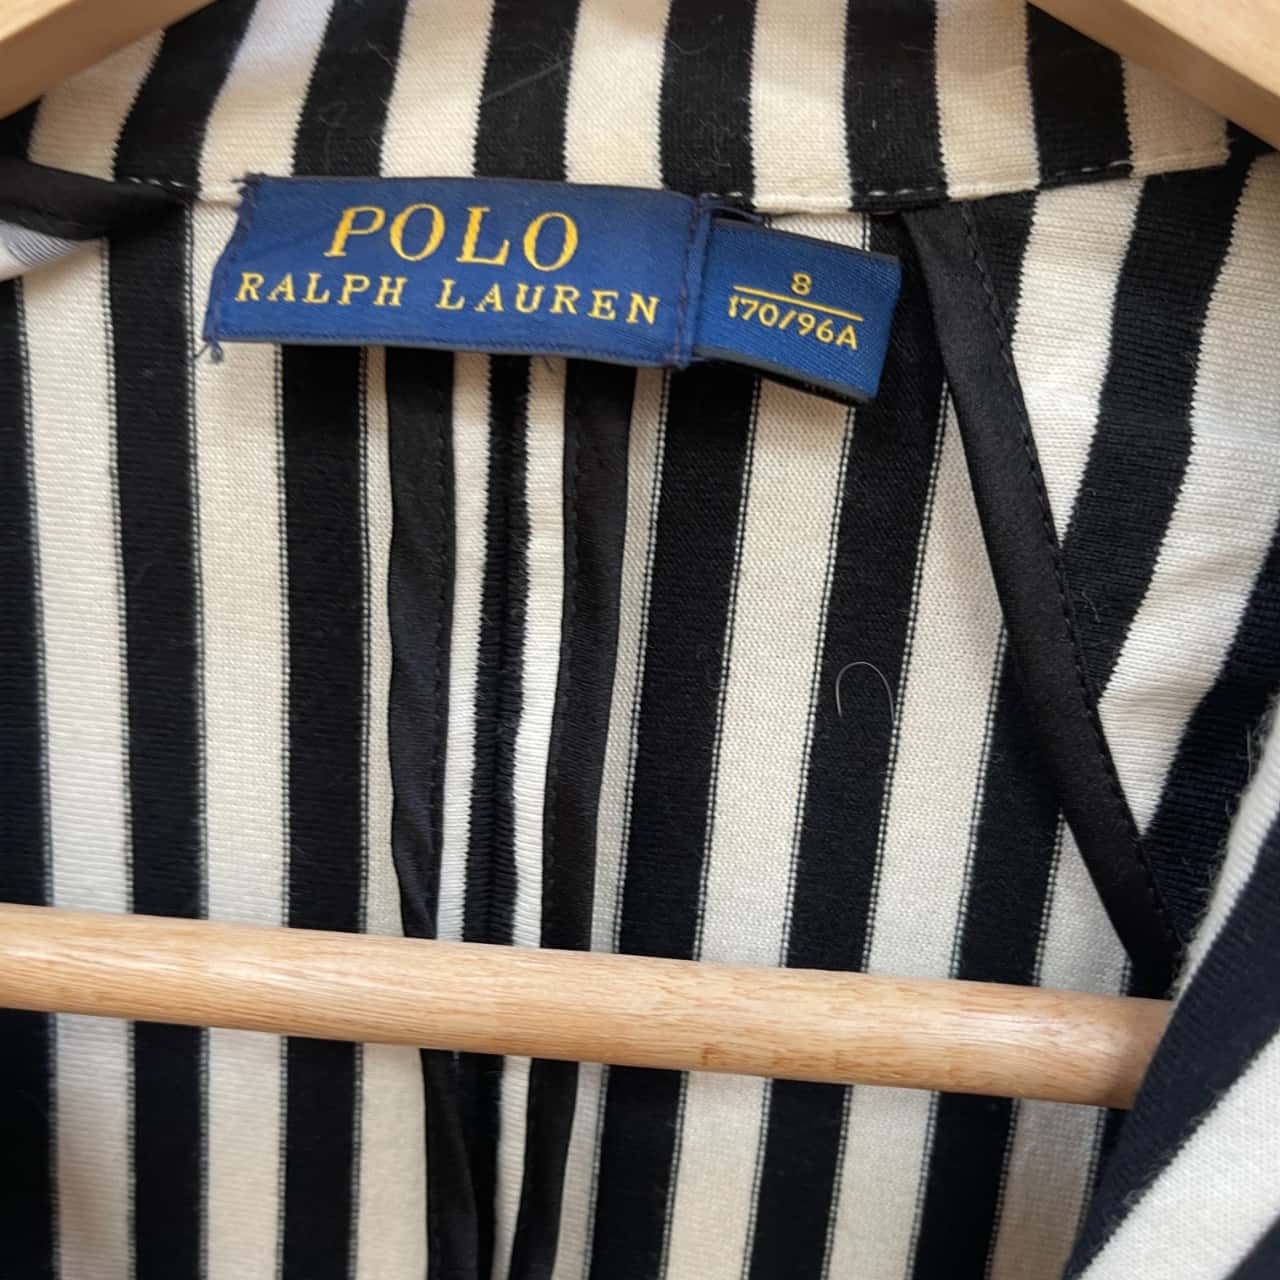 POLO
RALPH LAUREN
8
170/96A